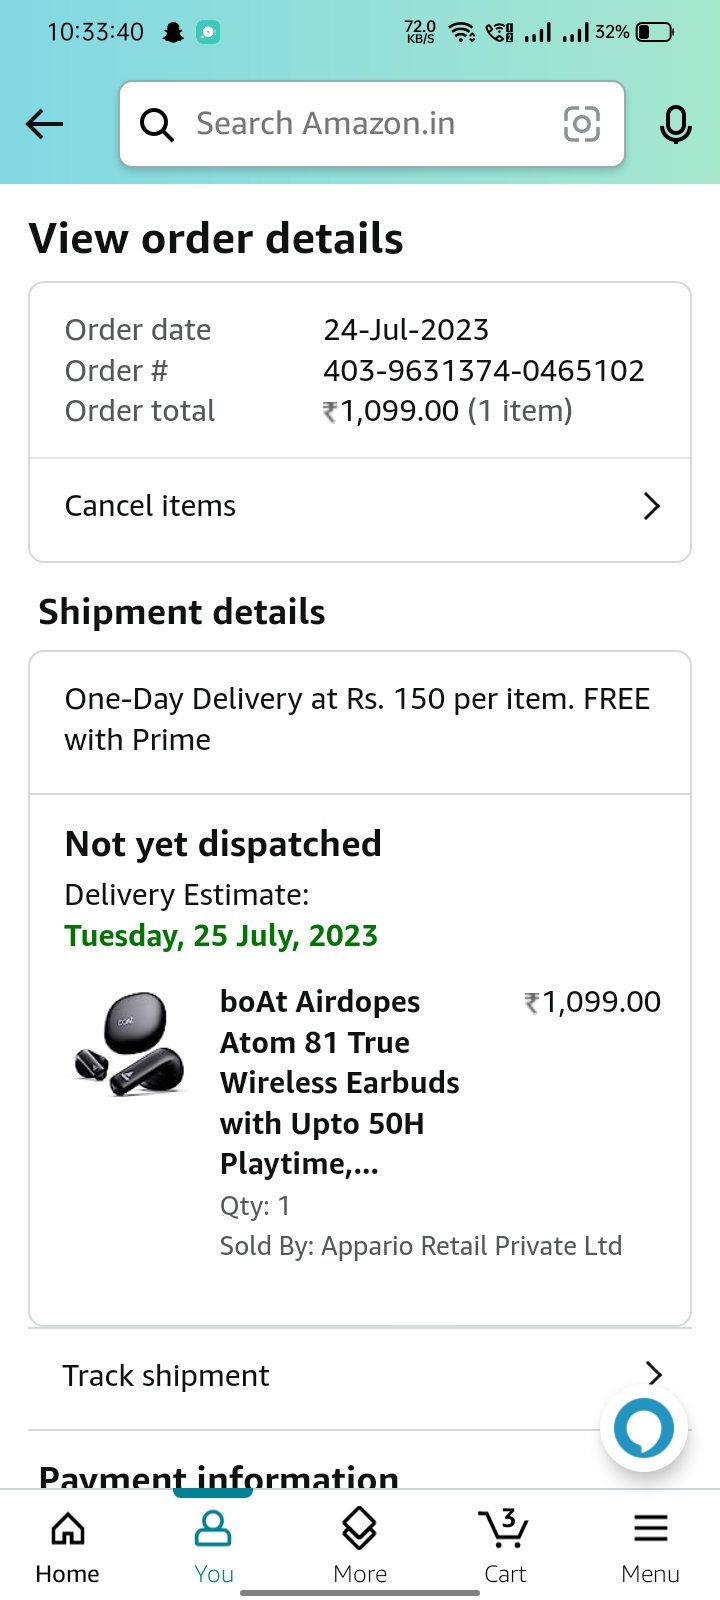 10:33:40
72.0
KB/S
32%
Search Amazon.in
View order details
Order date 24-Jul-2023
Order # 403-9631374-0465102
Order total ₹1,099.00 (1 item)
Cancel items
Shipment details
One-Day Delivery at Rs. 150 per item. FREE
with Prime
Not yet dispatched
Delivery Estimate:
Tuesday, 25 July, 2023
boAt Airdopes ₹1,099.00
Atom 81 True
Wireless Earbuds
with Upto 50H
Playtime,...
Qty: 1
Sold By: Appario Retail Private Ltd
Track shipment
Payment information
3
Home You More Cart Menu